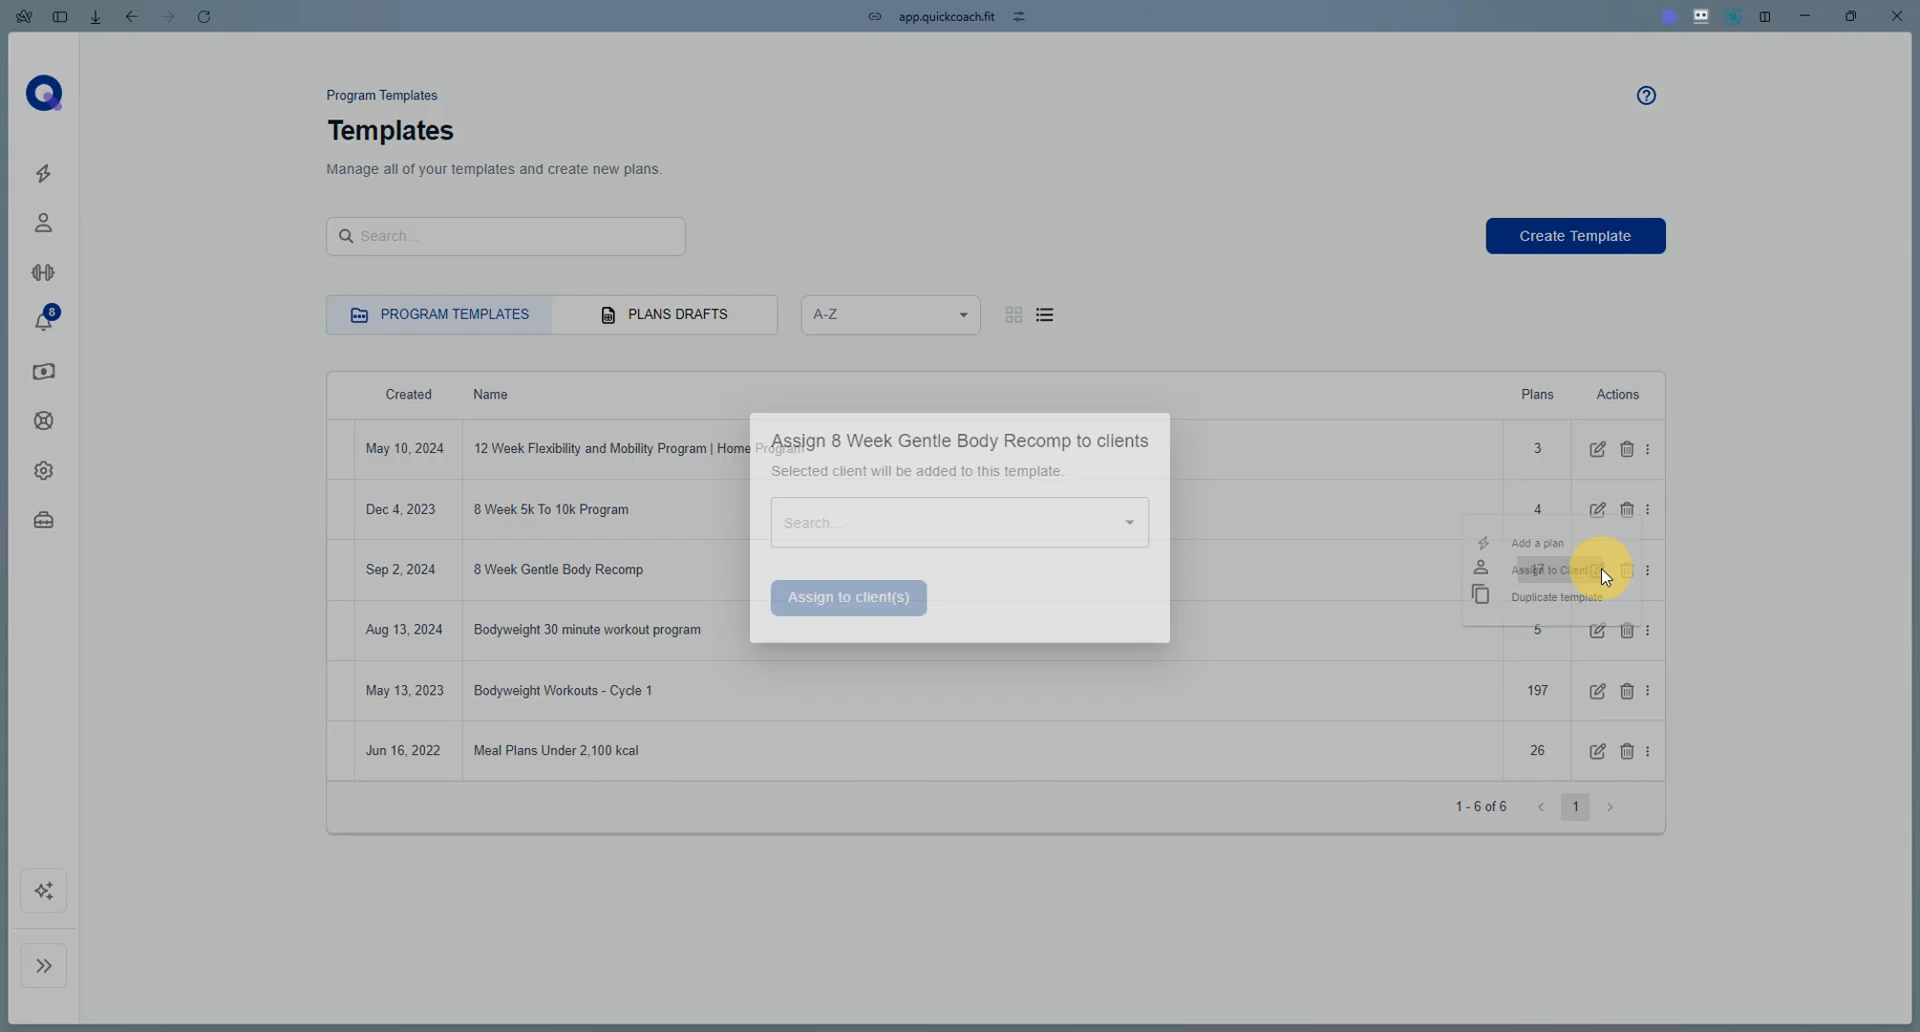 app.quickcoach.fit
Program Templates
Templates
Manage all of your templates and create new plans.
Search...
Create Template
8
PROGRAM TEMPLATES
PLANS DRAFTS
A-Z
Created Name Plans Actions
May 10, 2024 12 Week Flexibility and Mobility Program | Home Program 3
Dec 4, 2023 8 Week 5k To 10k Program 4
Sep 2, 2024 8 Week Gentle Body Recomp 17
Aug 13, 2024 Bodyweight 30 minute workout program 5
May 13, 2023 Bodyweight Workouts - Cycle 1 197
Jun 16, 2022 Meal Plans Under 2,100 kcal 26
1 - 6 of 6 1
Assign 8 Week Gentle Body Recomp to clients
Selected client will be added to this template.
Search...
Assign to client(s)
Add a plan
Assign to Client
Duplicate template